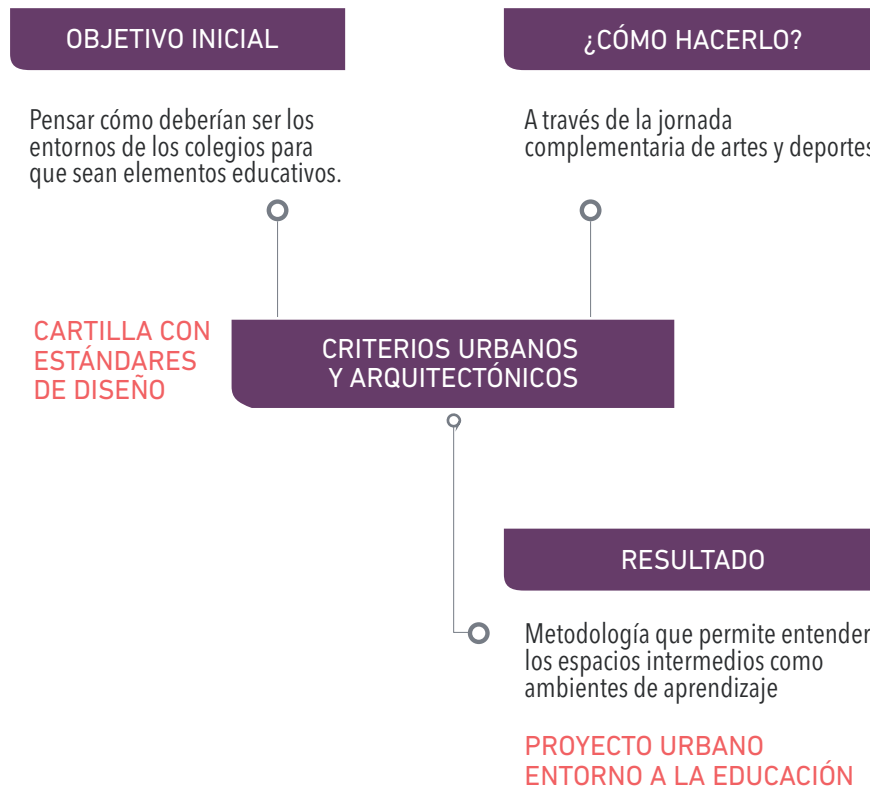 OBJETIVO INICIAL
Pensar cómo deberían ser los
entornos de los colegios para
que sean elementos educativos.
¿CÓMO HACERLO?
A través de la jornada
complementaria de artes y deportes
CARTILLA CON
ESTÁNDARES
DE DISEÑO
CRITERIOS URBANOS
Y ARQUITECTÓNICOS
RESULTADO
Metodología que permite entender
los espacios intermedios como
ambientes de aprendizaje
PROYECTO URBANO
ENTORNO A LA EDUCACIÓN